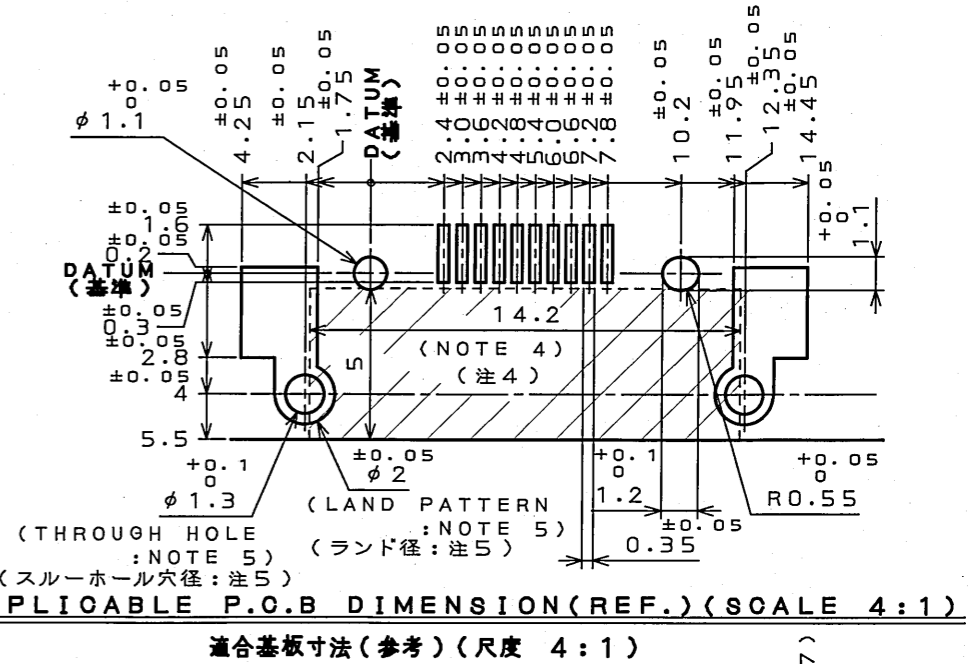 +0.05
0
φ1.1
±0.05
4.25
±0.05
2.15
±0.05
1.75
DATUM
(基準)
2.4±0.05
3.0±0.05
3.6±0.05
4.2±0.05
4.8±0.05
5.4±0.05
6.0±0.05
6.6±0.05
7.2±0.05
7.8±0.05
±0.05
10.2
±0.05
11.95
±0.05
12.35
±0.05
14.45
+0.05
0
1.1
±0.05
1.6
±0.05
0.2
DATUM
(基準)
±0.05
0.3
±0.05
2.8
±0.05
4
5.5
14.2
(NOTE 4)
(注4)
5
+0.1
0
φ1.3
(THROUGH HOLE
:NOTE 5)
(スルーホール穴径:注5)
±0.05
φ2
(LAND PATTERN
:NOTE 5)
(ランド径:注5)
+0.1
0
1.2
±0.05
0.35
+0.05
0
R0.55
PLICABLE P.C.B DIMENSION(REF.)(SCALE 4:1)
適合基板寸法(参考)(尺度 4:1)